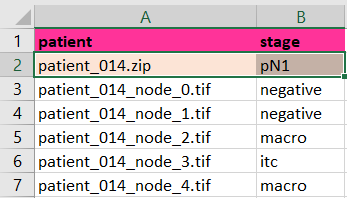 A B
1 patient stage
2 patient_014.zip pN1
3 patient_014_node_0.tif negative
4 patient_014_node_1.tif negative
5 patient_014_node_2.tif macro
6 patient_014_node_3.tif itc
7 patient_014_node_4.tif macro